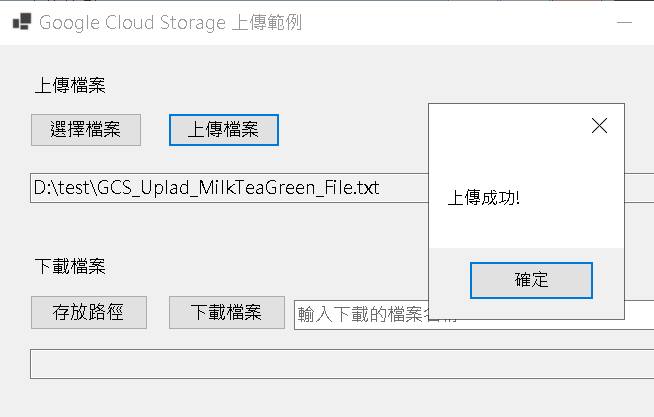 Google Cloud Storage 上傳範例
上傳檔案
選擇檔案
上傳檔案
D:\test\GCS_Uplad_MilkTeaGreen_File.txt
上傳成功!
確定
下載檔案
存放路徑
下載檔案
輸入下載的檔案名稱